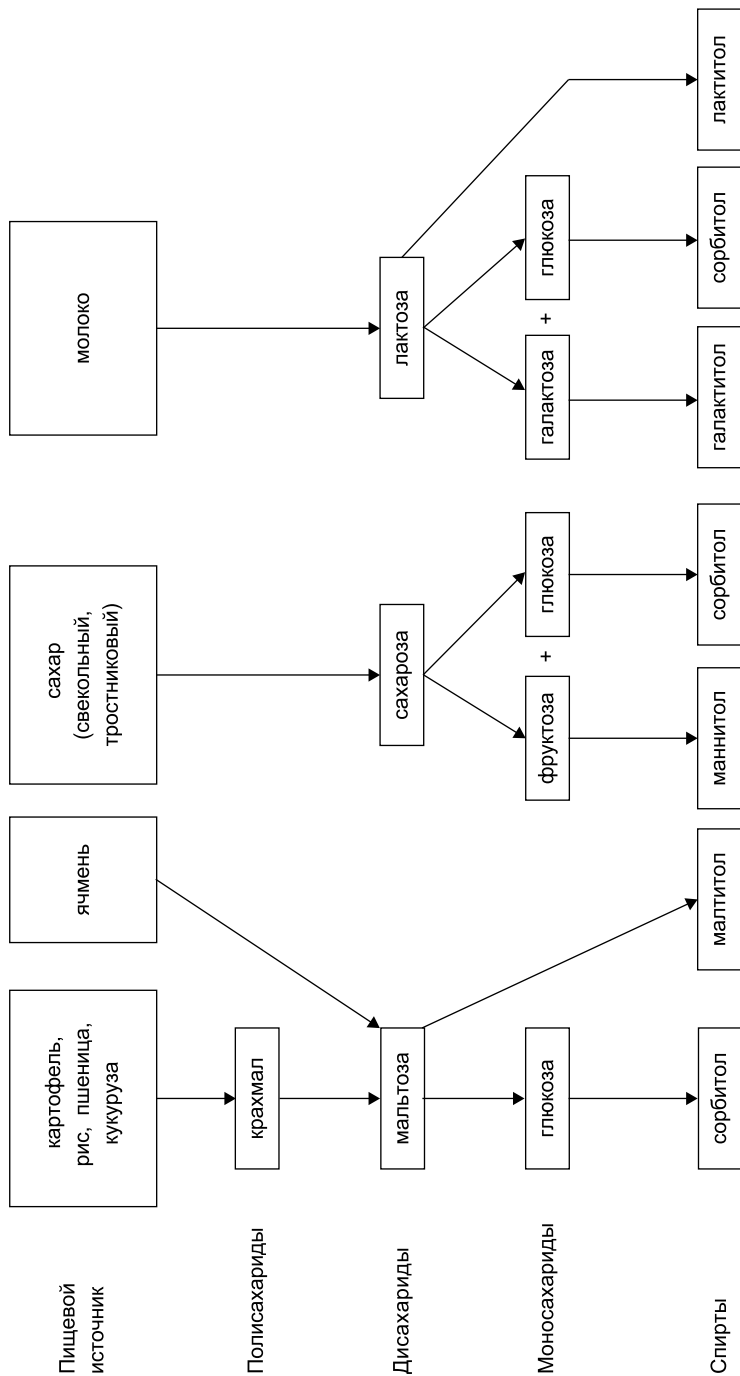 Пищевой
источник
картофель,
рис, пшеница,
кукуруза
ячмень
сахар
(свекольный,
тростниковый)
молоко
Полисахариды
крахмал
Дисахариды
мальтоза
сахароза
лактоза
Моносахариды
глюкоза
фруктоза
+
глюкоза
галактоза
+
глюкоза
Спирты
сорбитол
малтитол
маннитол
сорбитол
галактитол
сорбитол
лактитол